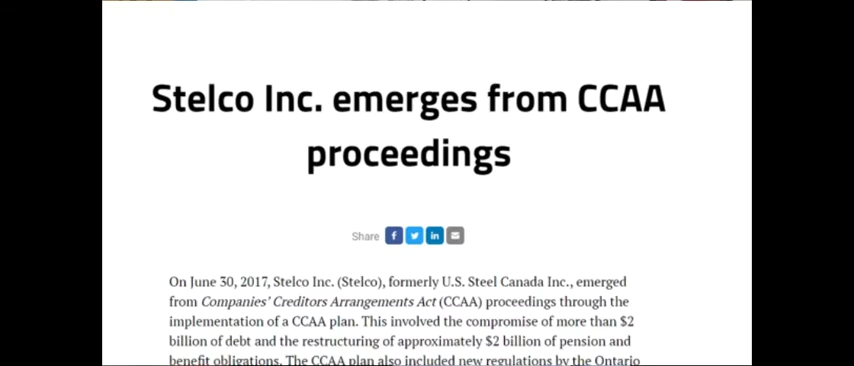 Stelco Inc. emerges from CCAA
proceedings
Share
On June 30, 2017, Stelco Inc. (Stelco), formerly U.S. Steel Canada Inc., emerged
from Companies' Creditors Arrangements Act (CCAA) proceedings through the
implementation of a CCAA plan. This involved the compromise of more than $2
billion of debt and the restructuring of approximately $2 billion of pension and
benefit obligations. The CCAA plan also included new regulations by the Ontario